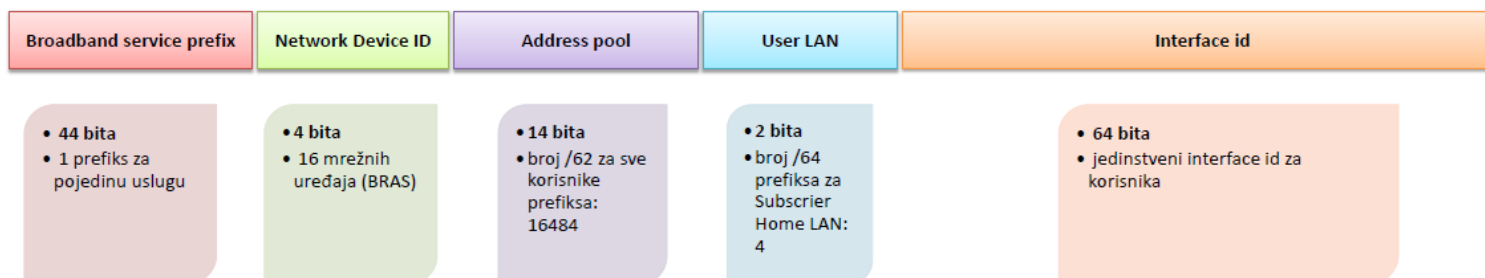 Broadband service prefix
Network Device ID
Address pool
User LAN
Interface id
• 44 bita
• 1 prefiks za
pojedinu uslugu
• 4 bita
• 16 mrežnih
uređaja (BRAS)
• 14 bita
• broj /62 za sve
korisnike
prefiksa:
16484
• 2 bita
• broj /64
prefiksa za
Subscrier
Home LAN:
4
• 64 bita
• jedinstveni interface id za
korisnika